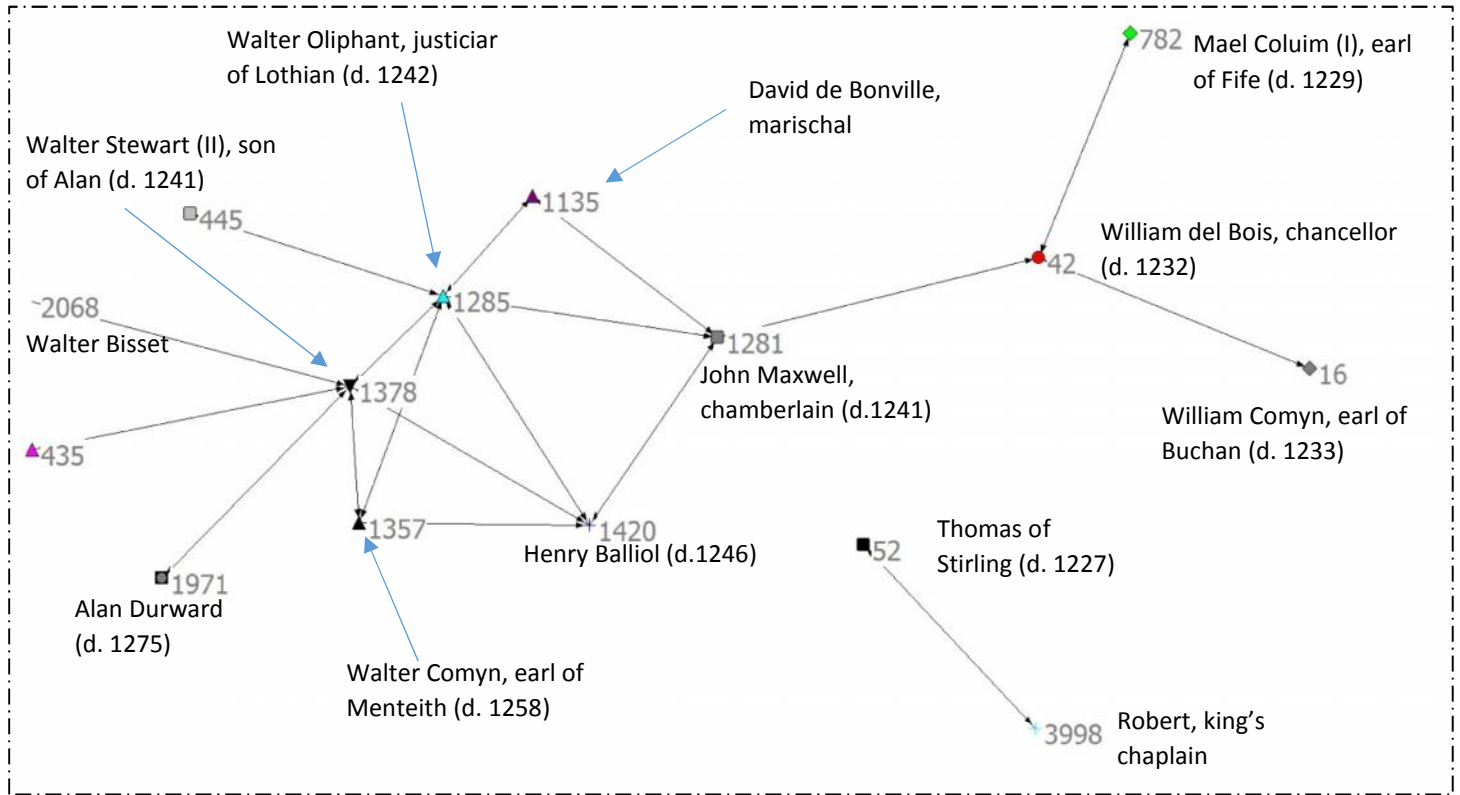 Walter Oliphant, justiciar
of Lothian (d. 1242)
782
Mael Coluim (I), earl
of Fife (d. 1229)
David de Bonville,
marischal
Walter Stewart (II), son
of Alan (d. 1241)
445
1135
William del Bois, chancellor
(d. 1232)
42
2068
1285
Walter Bisset
1281
John Maxwell,
chamberlain (d.1241)
16
William Comyn, earl of
Buchan (d. 1233)
1378
435
1357
1420
Henry Balliol (d.1246)
52
Thomas of
Stirling (d. 1227)
1971
Alan Durward
(d. 1275)
Walter Comyn, earl of
Menteith (d. 1258)
3998
Robert, king’s
chaplain